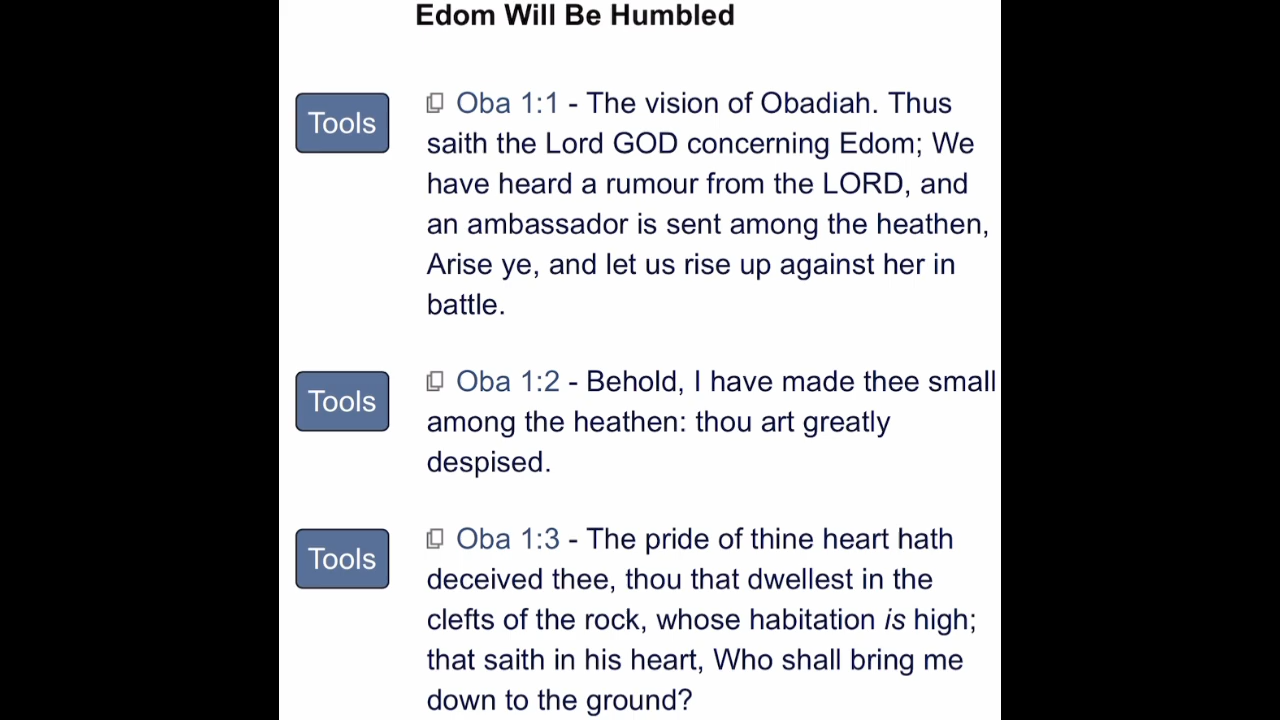 Edom Will Be Humbled
Tools
Oba 1:1 - The vision of Obadiah. Thus
saith the Lord GOD concerning Edom; We
have heard a rumour from the LORD, and
an ambassador is sent among the heathen,
Arise ye, and let us rise up against her in
battle.
Tools
Oba 1:2 - Behold, I have made thee small
among the heathen: thou art greatly
despised.
Tools
Oba 1:3 - The pride of thine heart hath
deceived thee, thou that dwellest in the
clefts of the rock, whose habitation is high;
that saith in his heart, Who shall bring me
down to the ground?